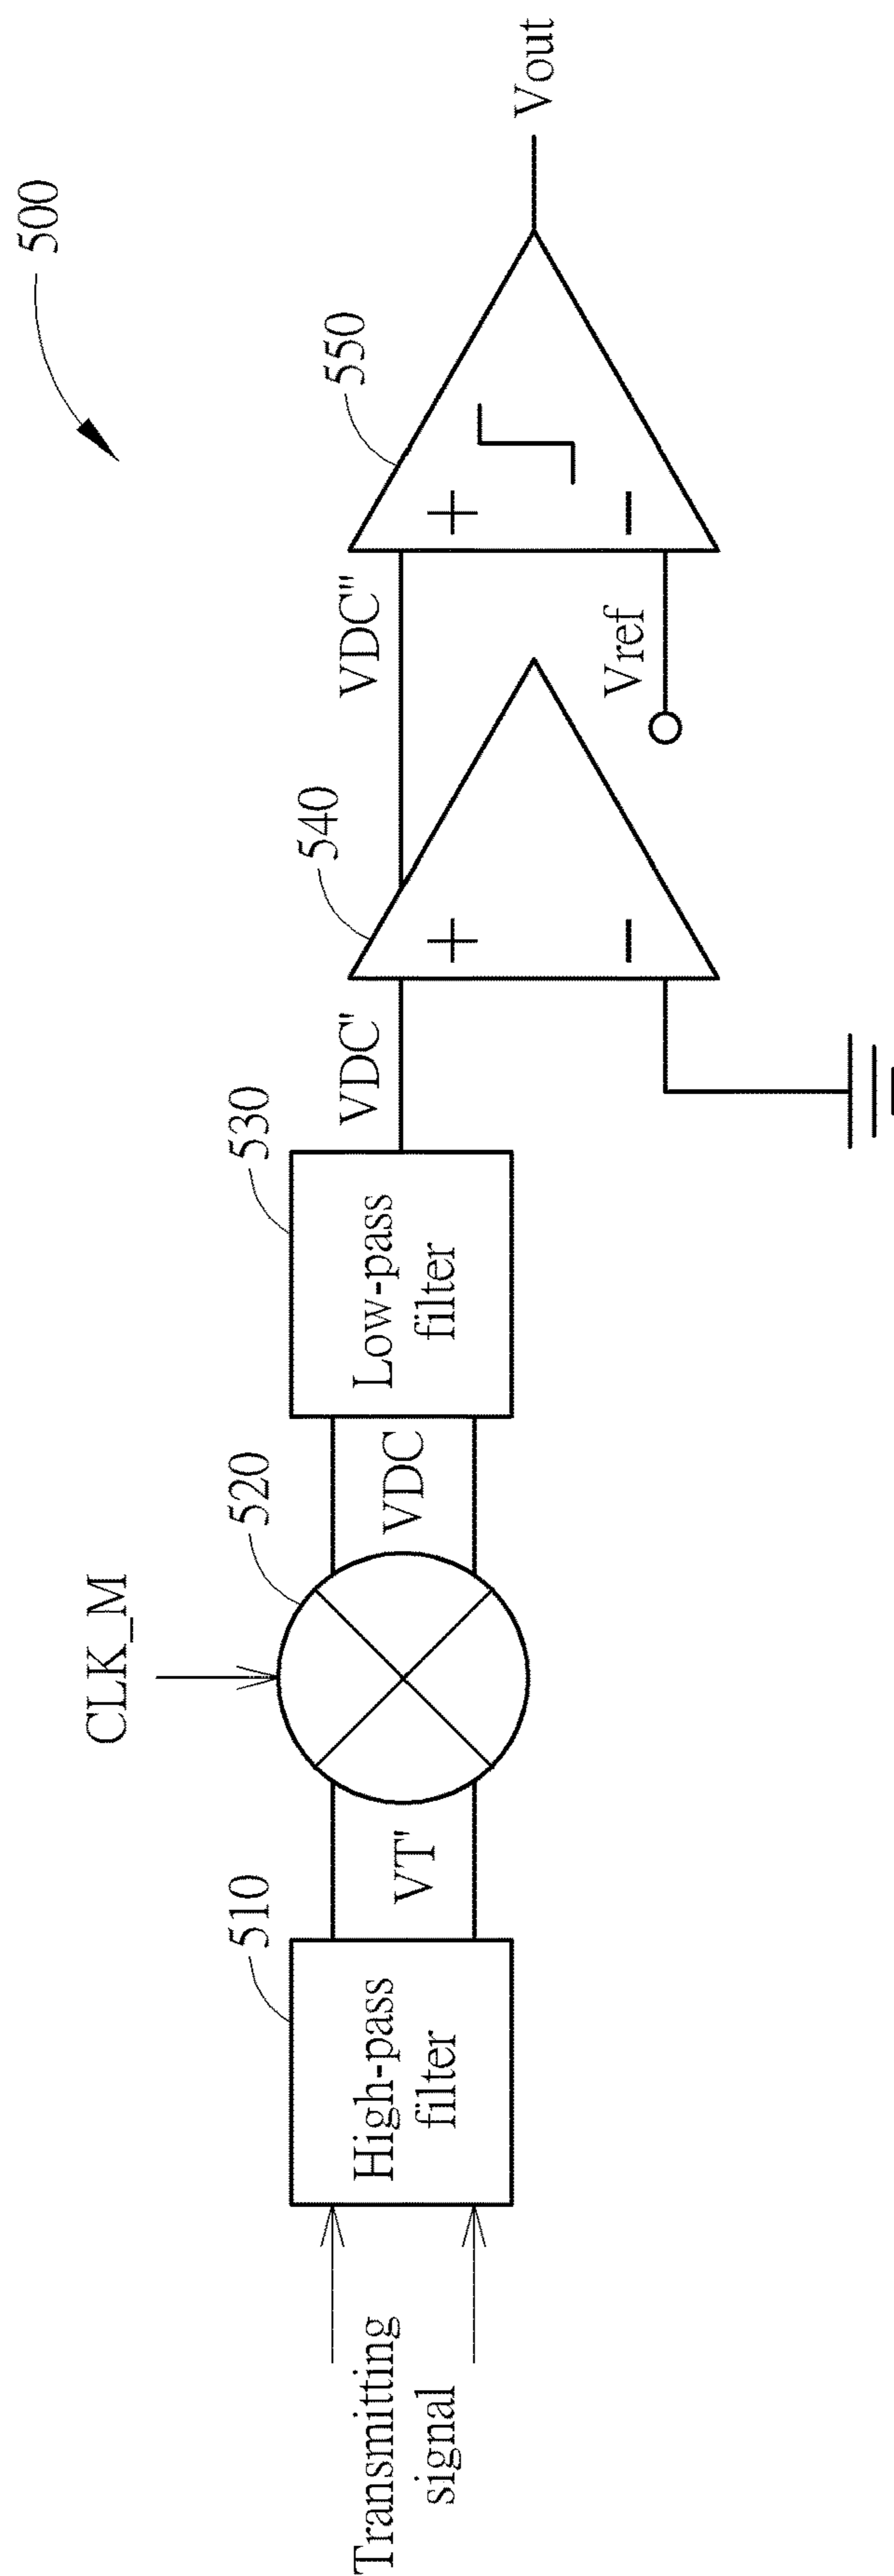 500
Transmitting
signal
High-pass
filter
510
VT'
CLK_M
520
VDC
Low-pass
filter
530
VDC'
540
+
−
VDC"
Vref
550
+
−
Vout